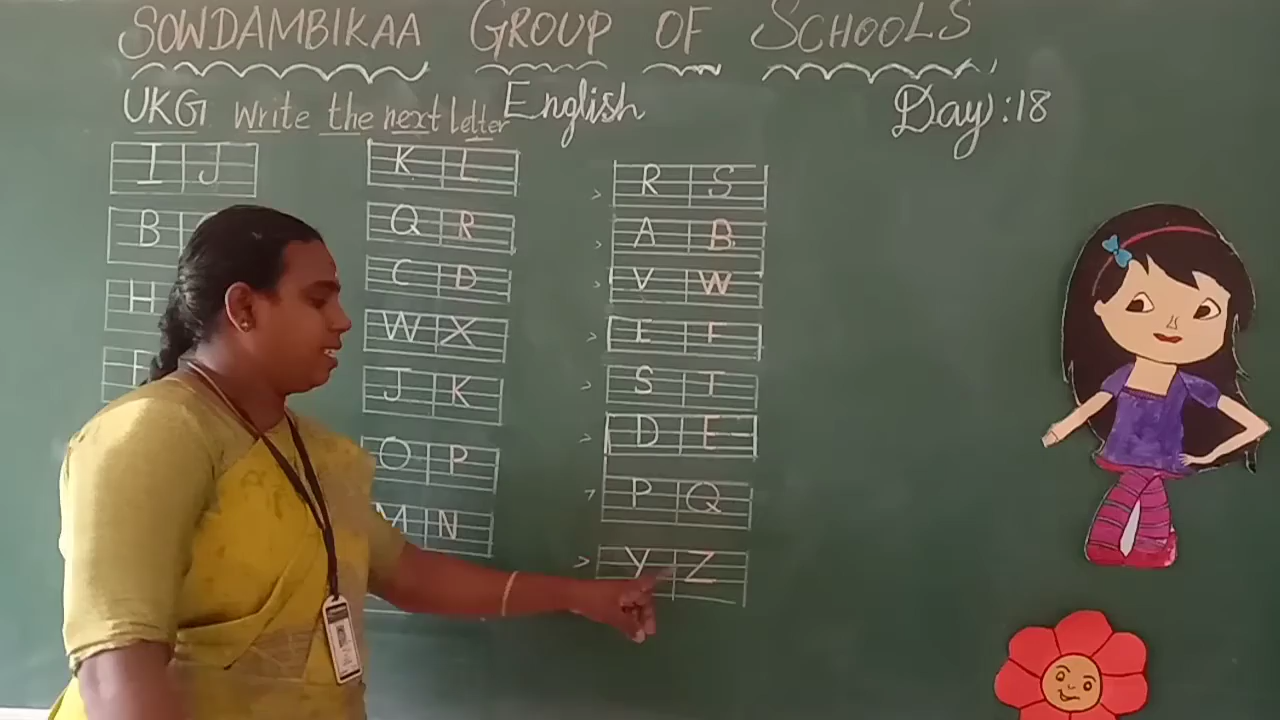 SOWDAMBIKAA GROUP OF SCHOOLS
UKG Write the next letter English Day:18
I J
B
H
K L
Q R
C D
W X
J K
O P
M N
> R S
> A B
> V W
> E F
> S T
> D E
> P Q
> Y Z